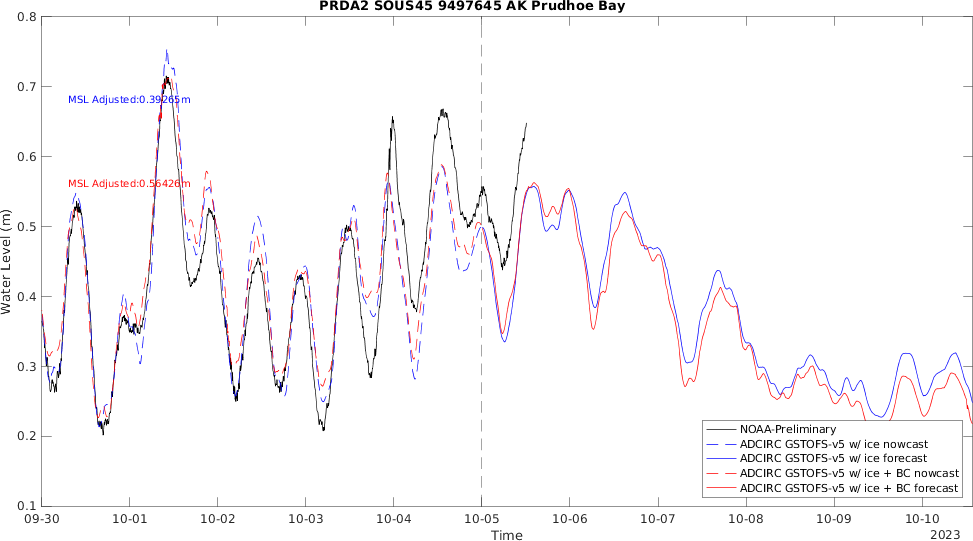 PRDA2 SOUS45 9497645 AK Prudhoe Bay
0.8
0.7
0.6
0.5
0.4
0.3
0.2
0.1
Water Level (m)
MSL Adjusted:0.39265m
MSL Adjusted:0.56426m
NOAA-Preliminary
ADCIRC GSTOFS-v5 w/ ice nowcast
ADCIRC GSTOFS-v5 w/ ice forecast
ADCIRC GSTOFS-v5 w/ ice + BC nowcast
ADCIRC GSTOFS-v5 w/ ice + BC forecast
09-30 10-01 10-02 10-03 10-04 10-05 10-06 10-07 10-08 10-09 10-10
2023
Time